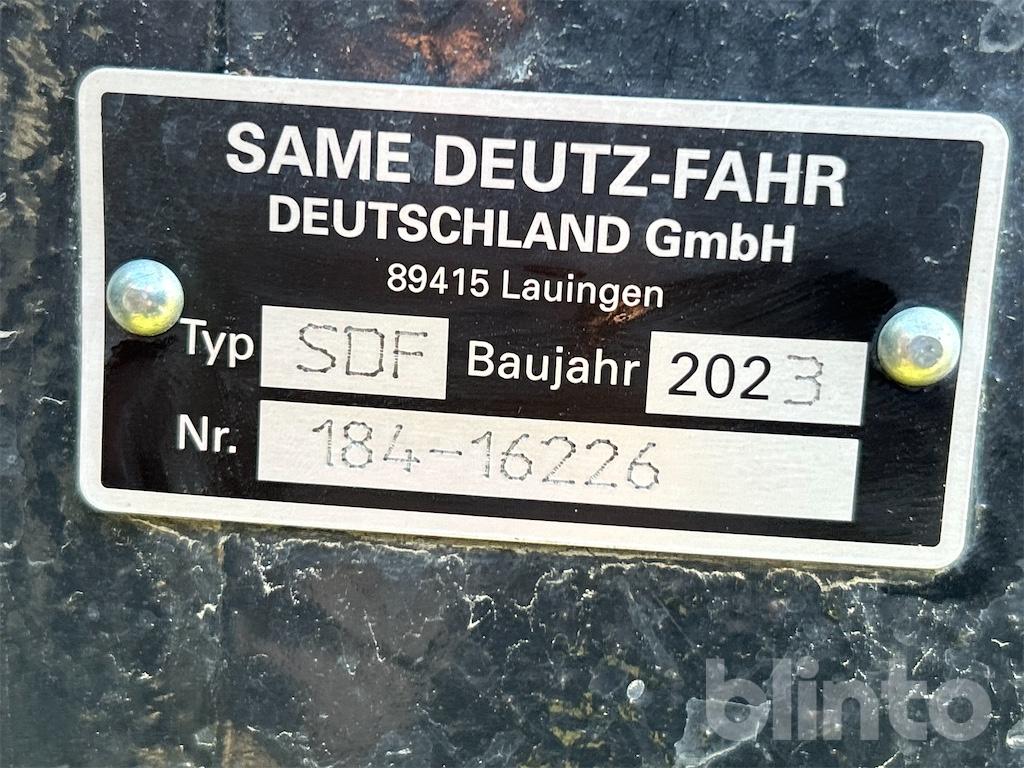 SAME DEUTZ-FAHR
DEUTSCHLAND GmbH
89415 Lauingen
Typ SDF Baujahr 2023
Nr. 184-16226
blinto